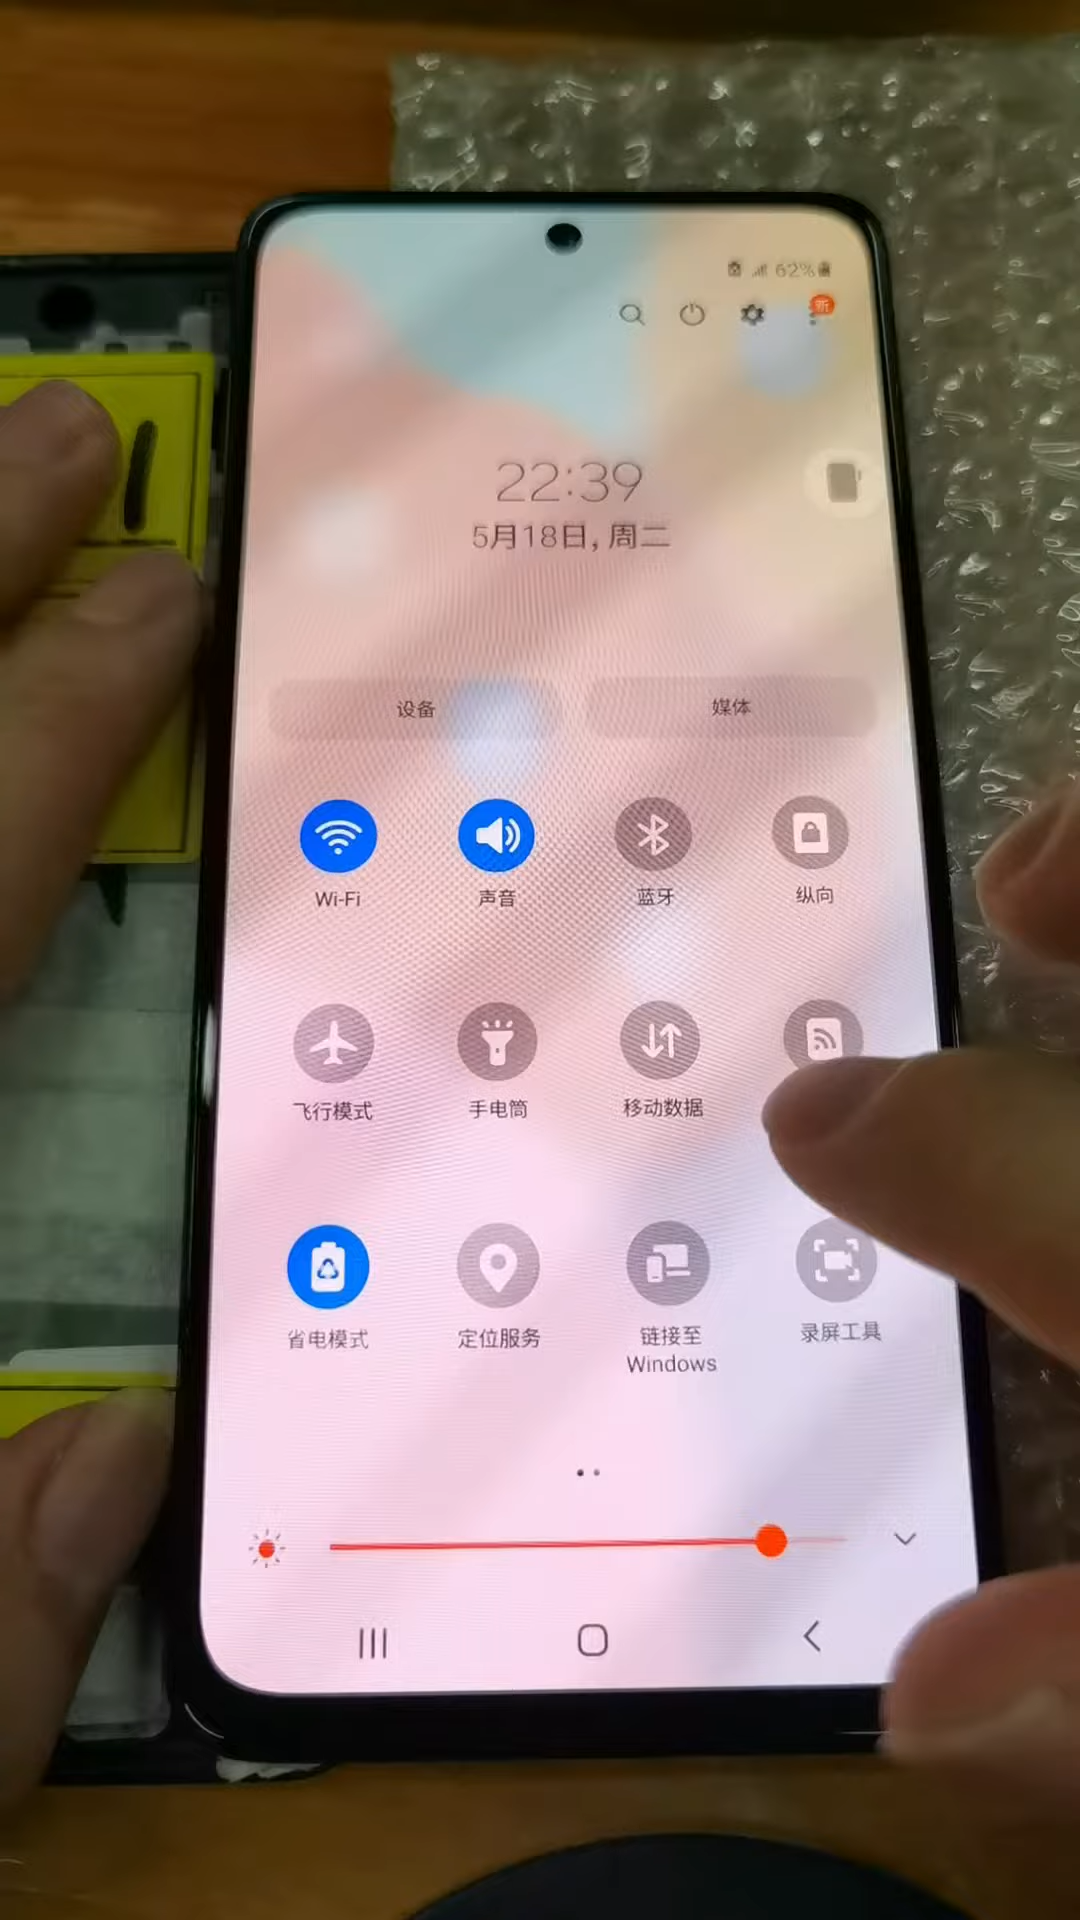 62%
新
22:39
5月18日, 周二
设备
媒体
Wi-Fi
声音
蓝牙
纵向
飞行模式
手电筒
移动数据
省电模式
定位服务
链接至
Windows
录屏工具